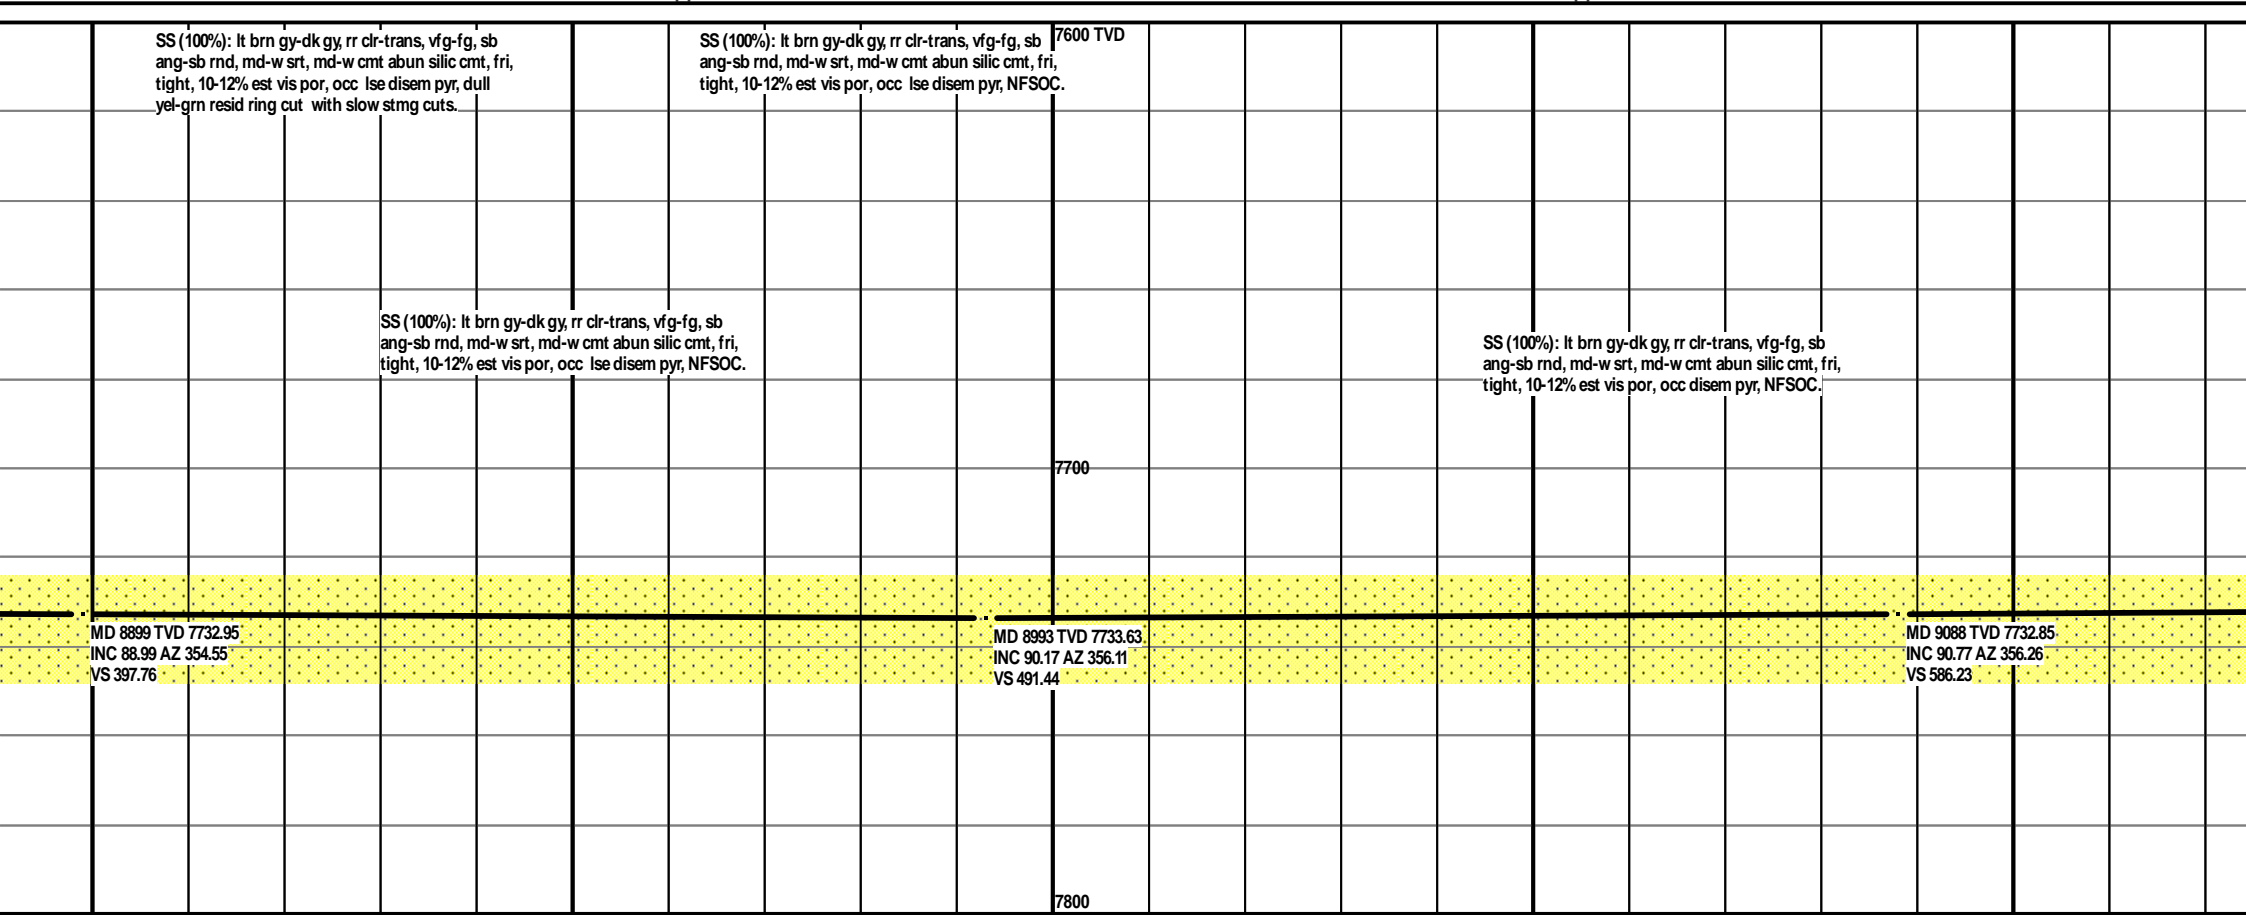 SS (100%): lt brn gy-dk gy, rr clr-trans, vfg-fg, sb
ang-sb rnd, md-w srt, md-w cmt abun silic cmt, fri,
tight, 10-12% est vis por, occ lse disem pyr, dull
yel-grn resid ring cut with slow stmg cuts.
SS (100%): lt brn gy-dk gy, rr clr-trans, vfg-fg, sb
ang-sb rnd, md-w srt, md-w cmt abun silic cmt, fri,
tight, 10-12% est vis por, occ lse disem pyr, NFSOC.
7600 TVD
SS (100%): lt brn gy-dk gy, rr clr-trans, vfg-fg, sb
ang-sb rnd, md-w srt, md-w cmt abun silic cmt, fri,
tight, 10-12% est vis por, occ lse disem pyr, NFSOC.
SS (100%): lt brn gy-dk gy, rr clr-trans, vfg-fg, sb
ang-sb rnd, md-w srt, md-w cmt abun silic cmt, fri,
tight, 10-12% est vis por, occ disem pyr, NFSOC.
7700
MD 8899 TVD 7732.95
INC 88.99 AZ 354.55
VS 397.76
MD 8993 TVD 7733.63
INC 90.17 AZ 356.11
VS 491.44
MD 9088 TVD 7732.85
INC 90.77 AZ 356.26
VS 586.23
7800